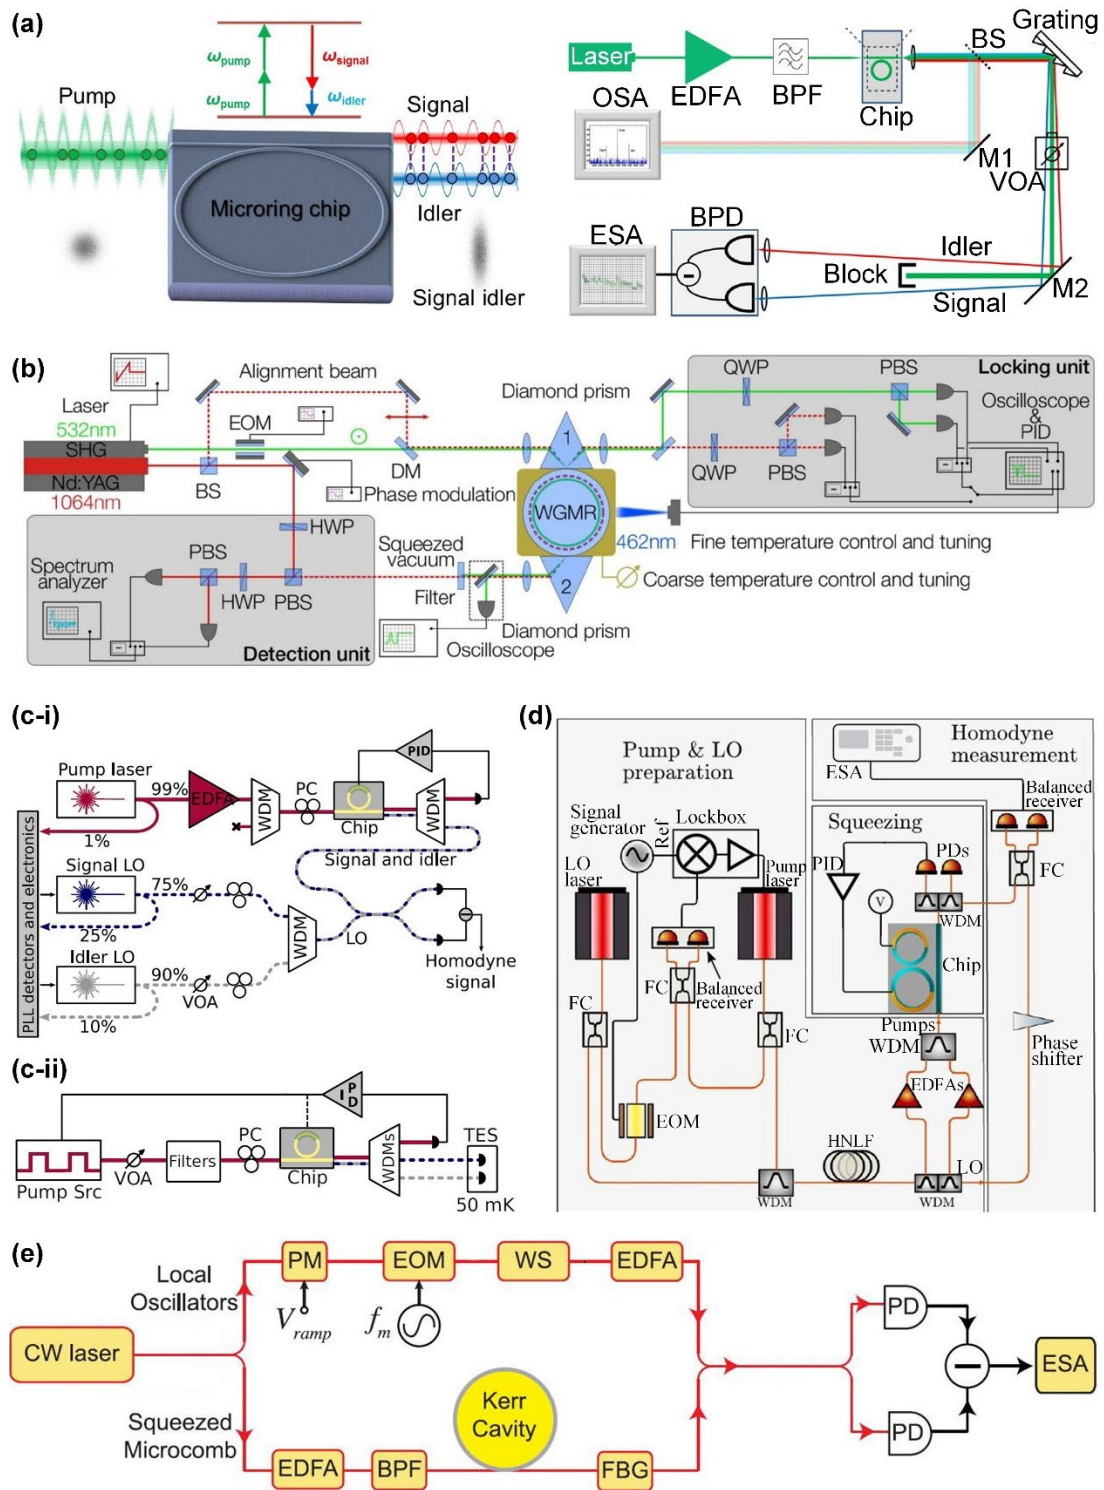 (a)
ωpump
ωsignal
ωpump
ωidler
Pump
Signal
Microring chip
Idler
Signal idler
Laser
EDFA
BPF
Chip
BS
Grating
OSA
M1
VOA
ESA
BPD
Idler
Block
Signal
M2
(b)
Laser
532nm
SHG
Nd:YAG
1064nm
Alignment beam
EOM
BS
DM
Phase modulation
HWP
Diamond prism
1
WGMR
2
Diamond prism
QWP
PBS
Locking unit
Oscilloscope
&
PID
QWP
PBS
462nm
Fine temperature control and tuning
Coarse temperature control and tuning
Squeezed
vacuum
Filter
Oscilloscope
Spectrum
analyzer
PBS
HWP
PBS
Detection unit
(c-i)
Pump laser
99%
EDFA
1%
WDM
PC
Chip
PID
WDM
Signal and idler
Signal LO
75%
25%
Idler LO
90%
10%
VOA
WDM
LO
Homodyne
signal
PLL detectors and electronics
(c-ii)
Pump Src
VOA
Filters
PC
Chip
PID
WDMs
TES
50 mK
(d)
Pump & LO
preparation
Signal
generator
Ref
Lockbox
LO
laser
Pump
laser
FC
FC
Balanced
receiver
FC
EOM
WDM
HNLF
WDM
LO
EDFAs
Pumps
WDM
Squeezing
PID
V
PDs
WDM
Chip
Homodyne
measurement
ESA
Balanced
receiver
FC
Phase
shifter
(e)
CW laser
Local
Oscillators
PM
EOM
WS
EDFA
Vramp
fm
Squeezed
Microcomb
EDFA
BPF
Kerr
Cavity
FBG
PD
PD
ESA